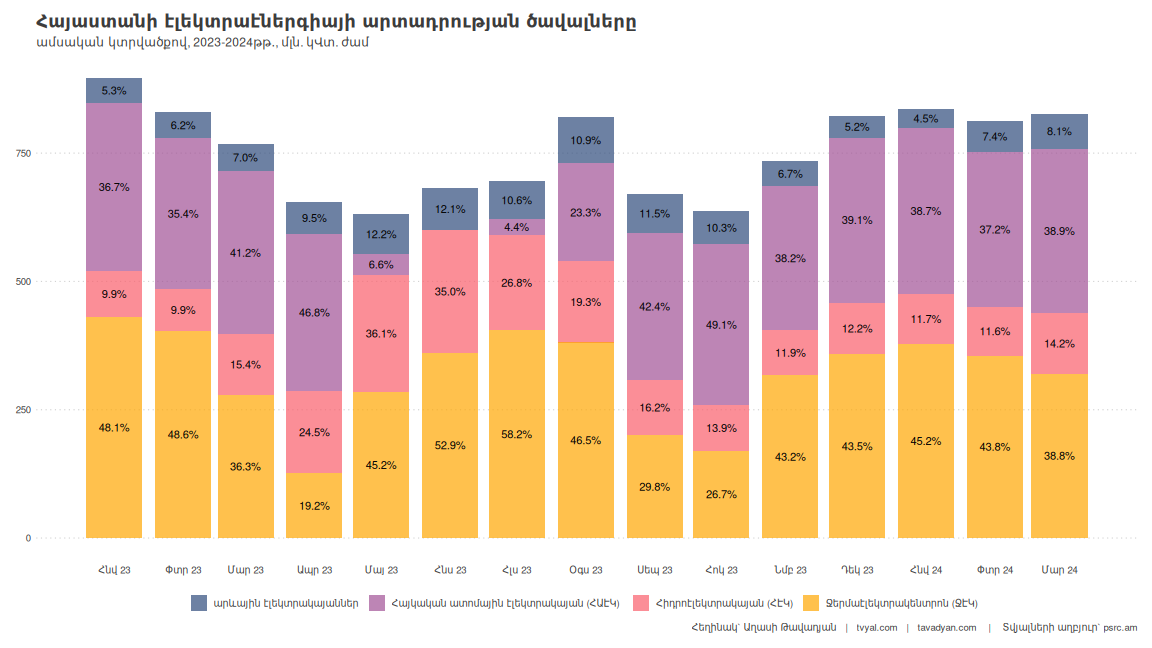 Հայաստանի էլեկտրաէներգիայի արտադրության ծավալները
ամսական կտրվածքով, 2023-2024թթ., մլն. կՎտ. ժամ
5.3% 6.2% 7.0% 9.5% 12.2% 12.1% 10.6% 10.9% 11.5% 10.3% 6.7% 5.2% 4.5% 7.4% 8.1%
750
36.7% 35.4% 41.2% 46.8% 6.6% 4.4% 23.3% 42.4% 49.1% 38.2% 39.1% 38.7% 37.2% 38.9%
500
9.9% 9.9% 15.4% 24.5% 36.1% 35.0% 26.8% 19.3% 16.2% 13.9% 11.9% 12.2% 11.7% 11.6% 14.2%
250
48.1% 48.6% 36.3% 19.2% 45.2% 52.9% 58.2% 46.5% 29.8% 26.7% 43.2% 43.5% 45.2% 43.8% 38.8%
0
Հնվ 23 Փտր 23 Մար 23 Ապր 23 Մայ 23 Հնս 23 Հլս 23 Օգս 23 Սեպ 23 Հոկ 23 Նմբ 23 Դեկ 23 Հնվ 24 Փտր 24 Մար 24
արևային էլեկտրակայաններ Հայկական ատոմային էլեկտրակայան (ՀԱԷԿ) Հիդրոէլեկտրակայան (ՀԷԿ) Ջերմաէլեկտրակենտրոն (ՋԷԿ)
Հեղինակ՝ Աղասի Թավադյան | tvyal.com | tavadyan.com | Տվյալների աղբյուր՝ psrc.am